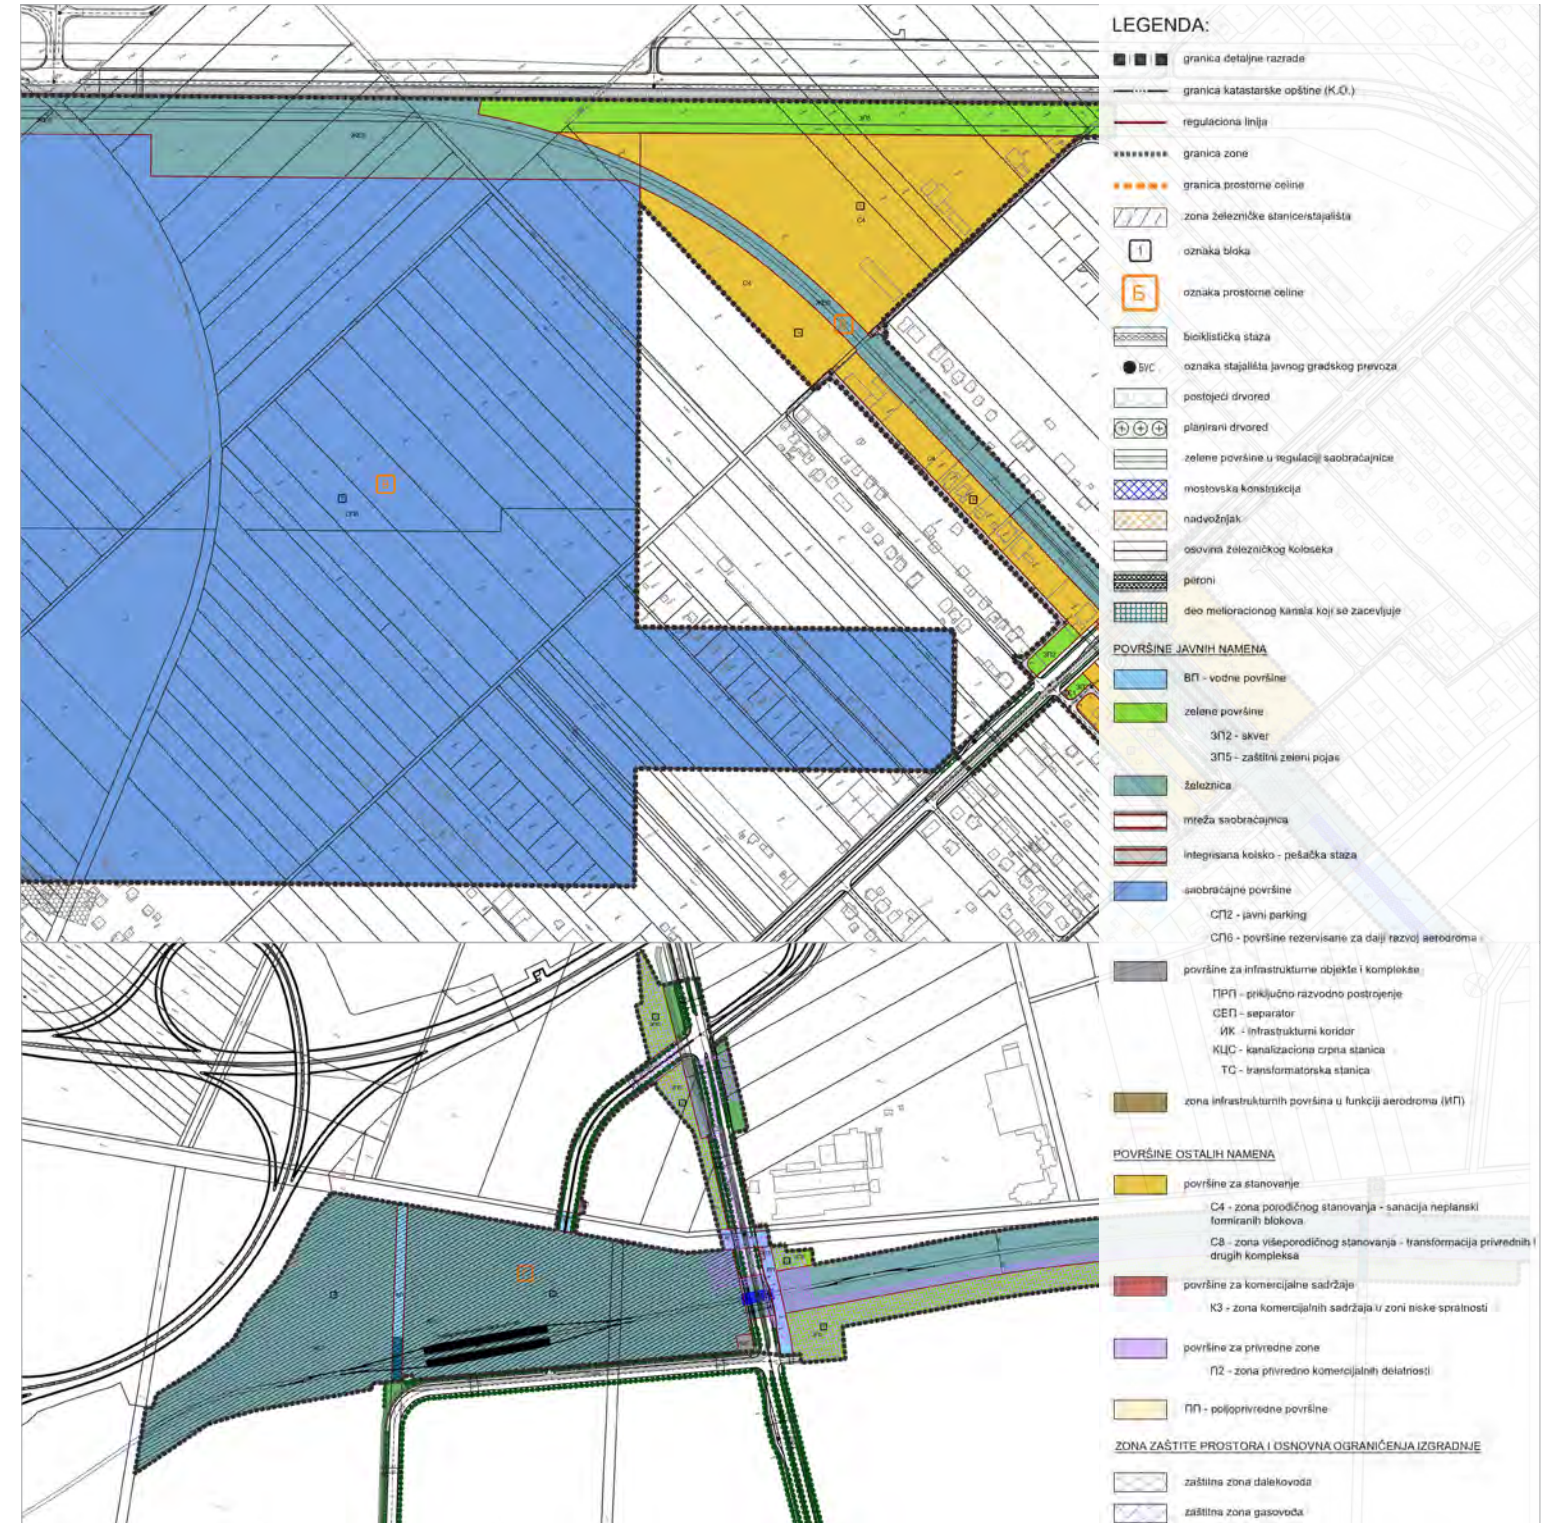 LEGENDA:
granica detaljne razrade
granica katastarske opštine (K.O.)
regulaciona linija
granica zone
granica prostorne celine
zona železničke stanice/stajališta
1
oznaka bloka
Б
oznaka prostorne celine
biciklistička staza
БУС
oznaka stajališta javnog gradskog prevoza
postojeći drvored
planirani drvored
zelene površine u regulaciji saobraćajnice
mostovska konstrukcija
nadvožnjak
osovina železničkog koloseka
peroni
deo melioracionog kanala koji se zacevljuje
POVRŠINE JAVNIH NAMENA
ВП - vodne površine
zelene površine
ЗП2 - skver
ЗП5 - zaštitni zeleni pojas
železnica
mreža saobraćajnica
integrisana kolsko - pešačka staza
saobraćajne površine
СП2 - javni parking
СП6 - površine rezervisane za dalji razvoj aerodroma
površine za infrastrukturne objekte i komplekse
ПРП - priključno razvodno postrojenje
СЕП - separator
ИК - infrastrukturni koridor
КЦС - kanalizaciona crpna stanica
ТС - transformatorska stanica
zona infrastrukturnih površina u funkciji aerodroma (ИП)
POVRŠINE OSTALIH NAMENA
površine za stanovanje
С4 - zona porodičnog stanovanja - sanacija neplanski
formiranih blokova
С8 - zona višeporodičnog stanovanja - transformacija privrednih i
drugih kompleksa
površine za komercijalne sadržaje
К3 - zona komercijalnih sadržaja u zoni niske spratnosti
površine za privredne zone
П2 - zona privredno komercijalnih delatnosti
ПП - poljoprivredne površine
ZONA ZAŠTITE PROSTORA I OSNOVNA OGRANIČENJA IZGRADNJE
zaštitna zona dalekovoda
zaštitna zona gasovoda